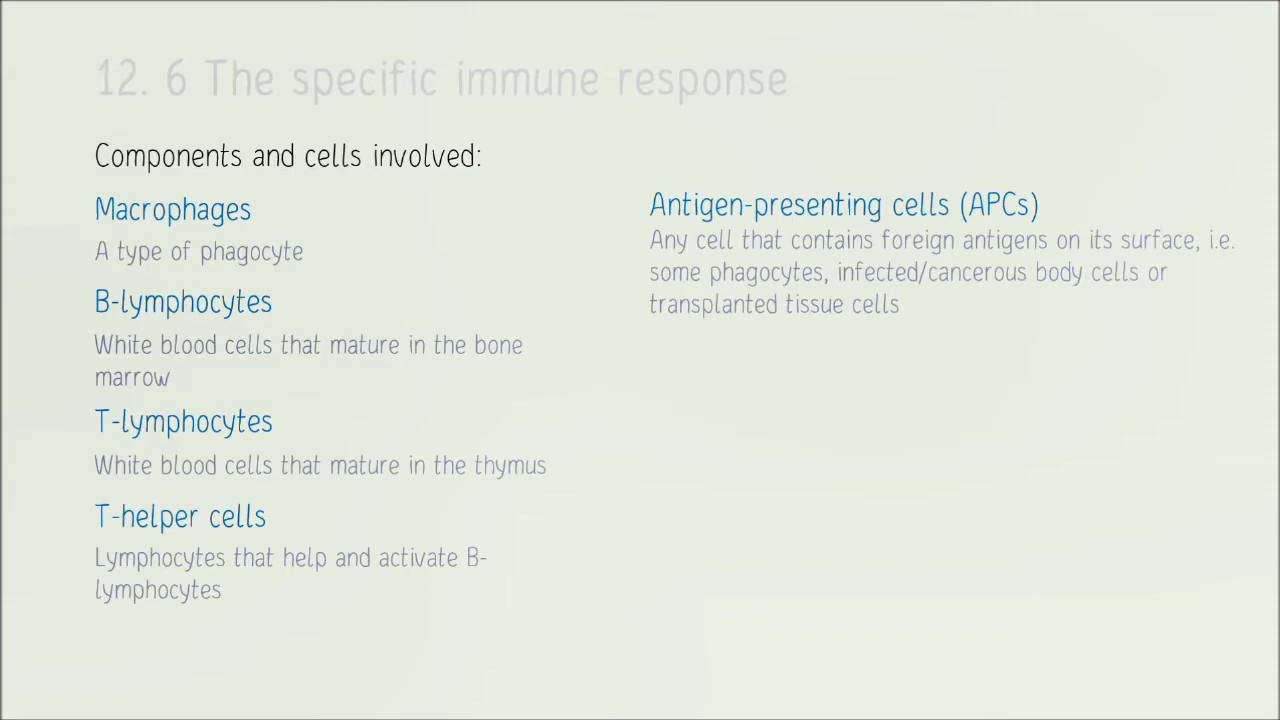 12. 6 The specific immune response
Components and cells involved:
Macrophages
A type of phagocyte
B-lymphocytes
White blood cells that mature in the bone
marrow
T-lymphocytes
White blood cells that mature in the thymus
T-helper cells
Lymphocytes that help and activate B-
lymphocytes
Antigen-presenting cells (APCs)
Any cell that contains foreign antigens on its surface, i.e.
some phagocytes, infected/cancerous body cells or
transplanted tissue cells